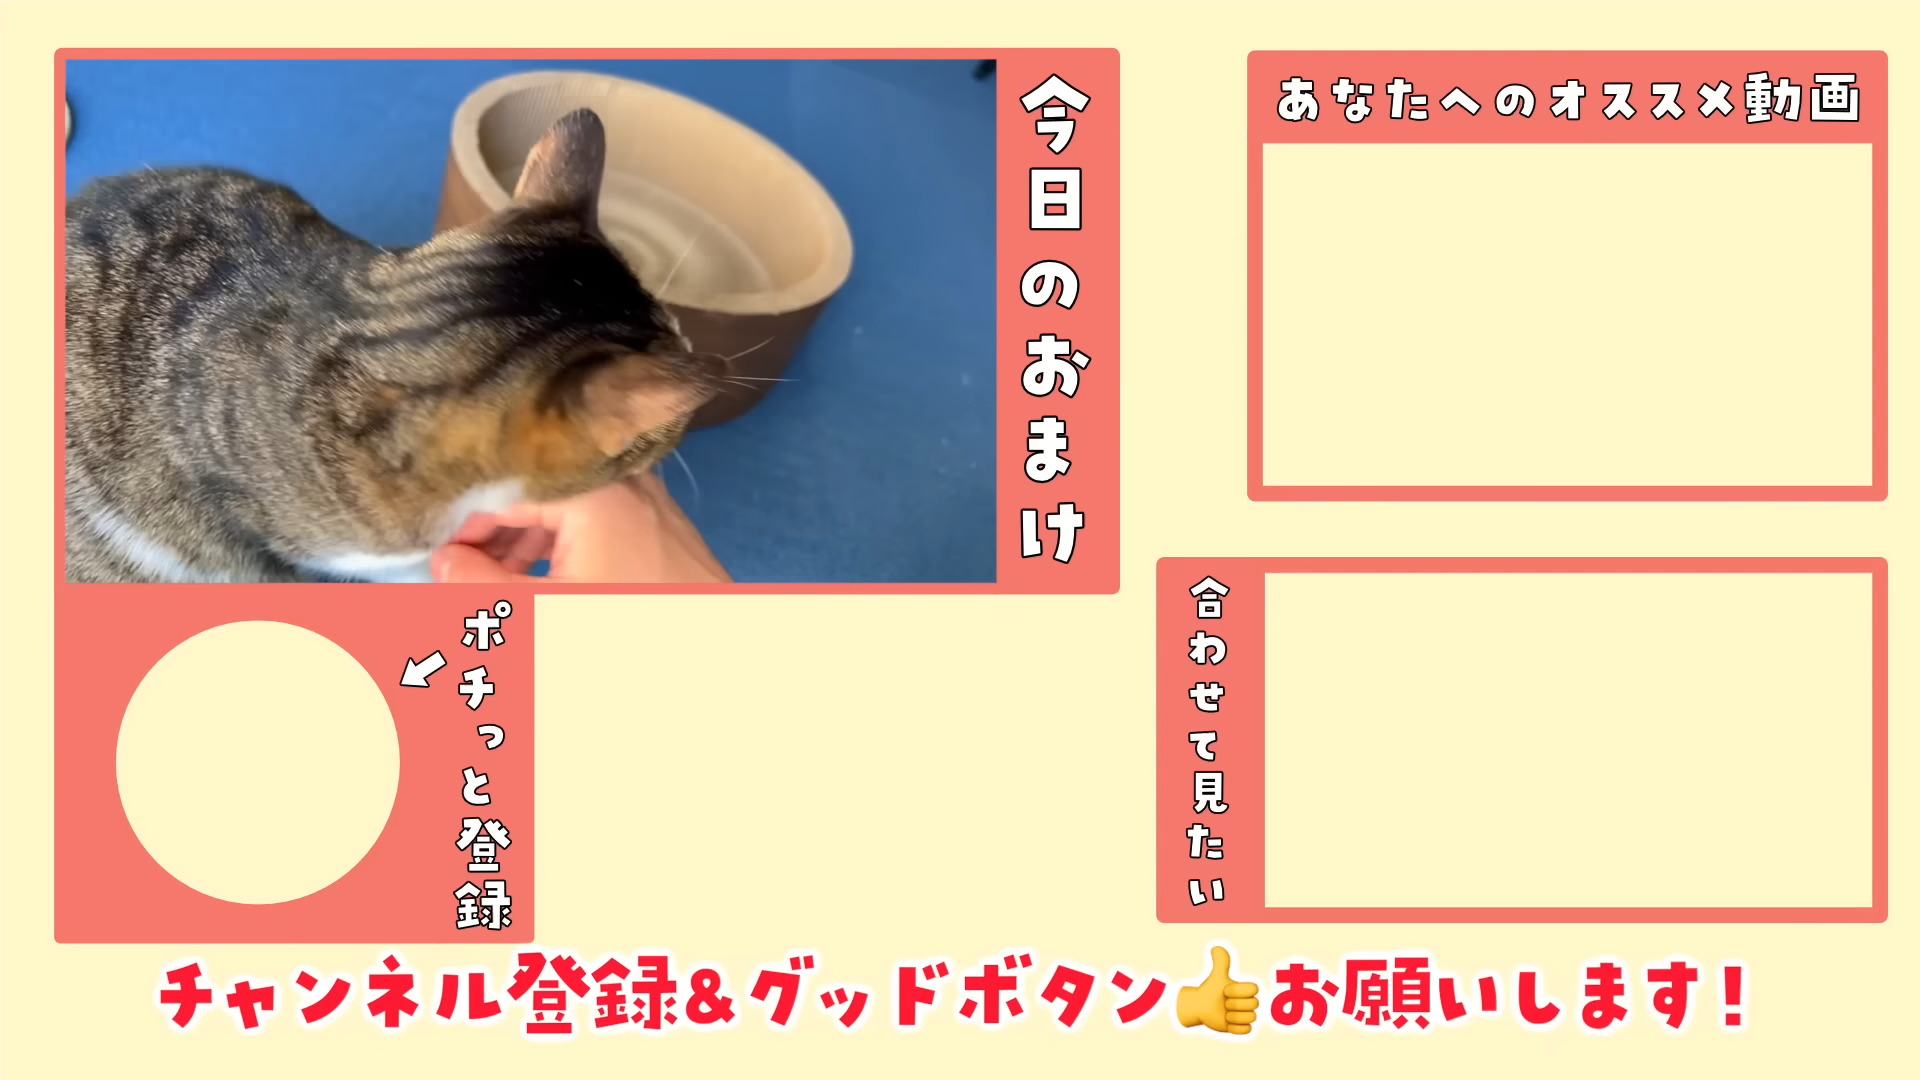 今日のおまけ
あなたへのオススメ動画
ポチっと登録
合わせて見たい
チャンネル登録&グッドボタン👍お願いします!